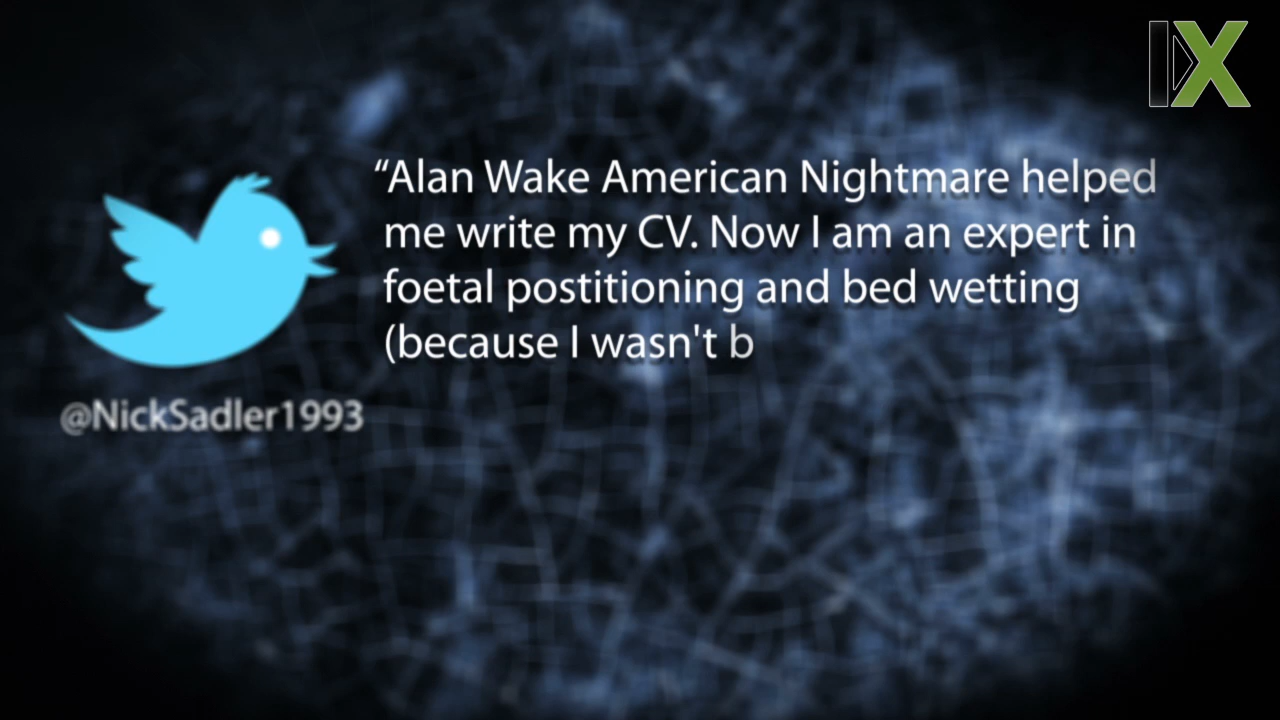 IX
“Alan Wake American Nightmare helped
me write my CV. Now I am an expert in
foetal postitioning and bed wetting
(because I wasn't b
@NickSadler1993